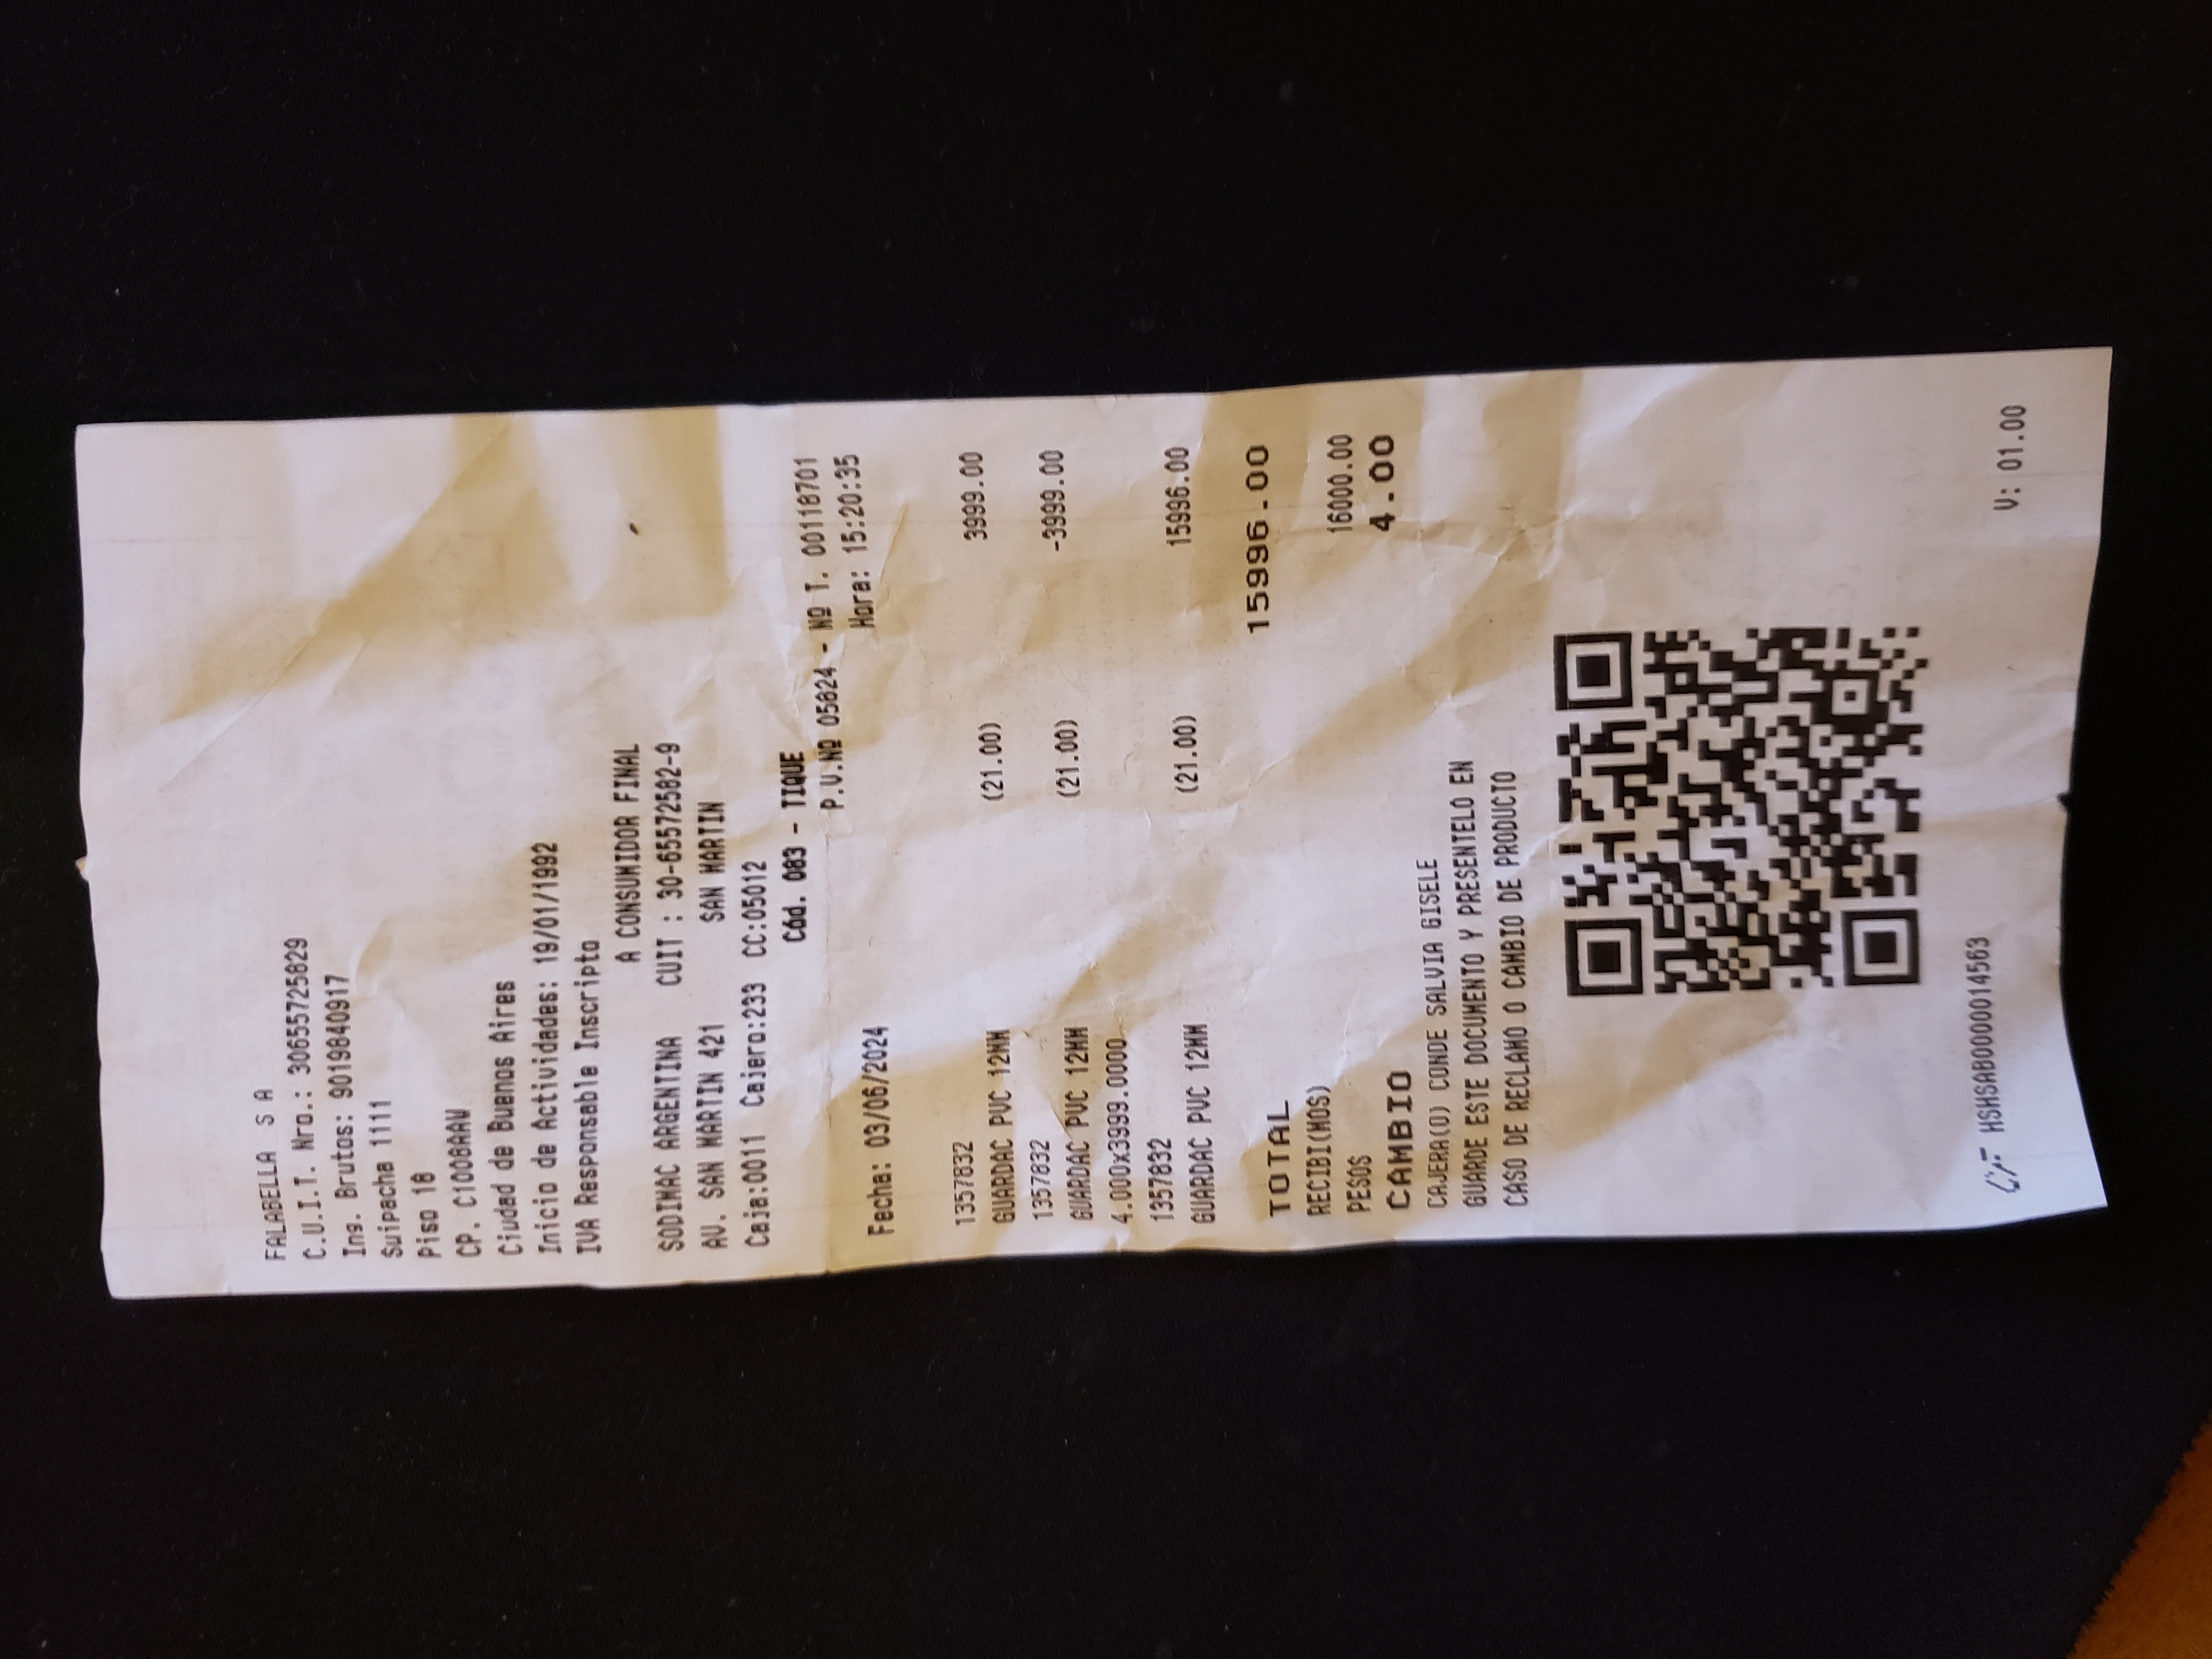 FALABELLA S A
C.U.I.T. Nro.: 30655725829
Ing. Brutos: 9019840917
Suipacha 1111
Piso 18
CP. C1008AAW
Ciudad de Buenos Aires
Inicio de Actividades: 19/01/1992
IVA Responsable Inscripto
A CONSUMIDOR FINAL
SODIMAC ARGENTINA CUIT : 30-65572582-9
AV. SAN MARTIN 421 SAN MARTIN
Caja:0011 Cajero:233 CC:05012
Cód. 083 - TIQUE
P.V.Nº 05824 - Nº T. 00118701
Fecha: 03/06/2024 Hora: 15:20:35
1357832
GUARDAC PVC 12MM (21.00) 3999.00
1357832
GUARDAC PVC 12MM (21.00) -3999.00
4.000x3999.0000
1357832
GUARDAC PVC 12MM (21.00) 15996.00
TOTAL 15996.00
RECIBI(MOS)
PESOS 16000.00
CAMBIO 4.00
CAJERA(O) CONDE SALVIA GISELE
GUARDE ESTE DOCUMENTO Y PRESENTELO EN
CASO DE RECLAMO O CAMBIO DE PRODUCTO
CF HSHSAB0000014563 V: 01.00